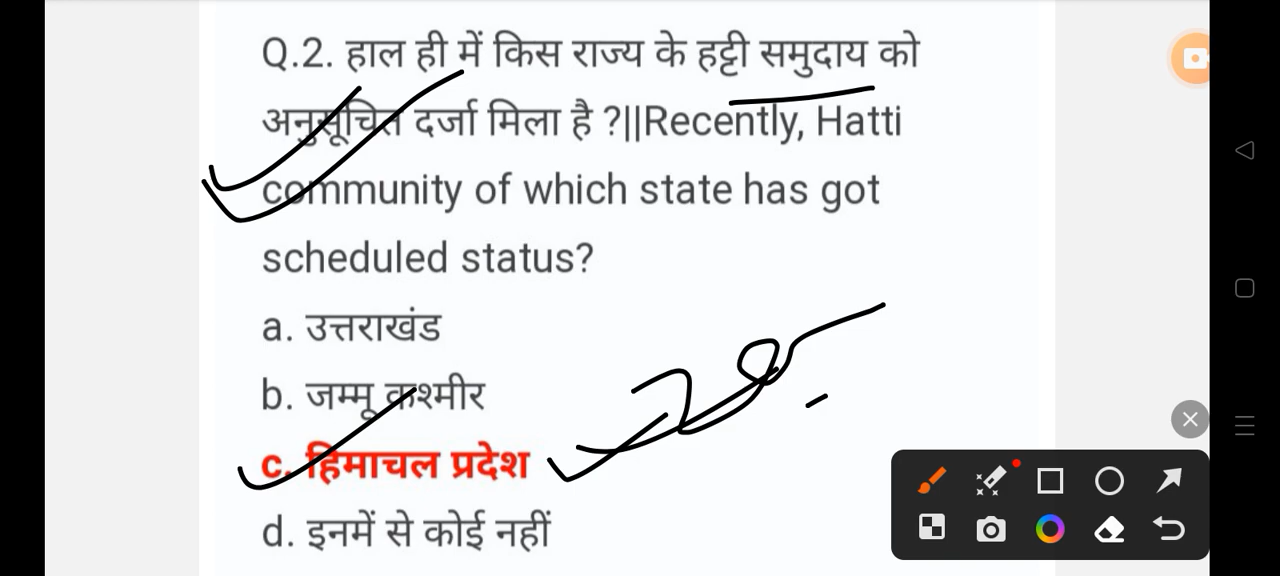 Q.2. हाल ही में किस राज्य के हट्टी समुदाय को
अनुसूचित दर्जा मिला है ?||Recently, Hatti
community of which state has got
scheduled status?
a. उत्तराखंड
b. जम्मू कश्मीर
c. हिमाचल प्रदेश
d. इनमें से कोई नहीं